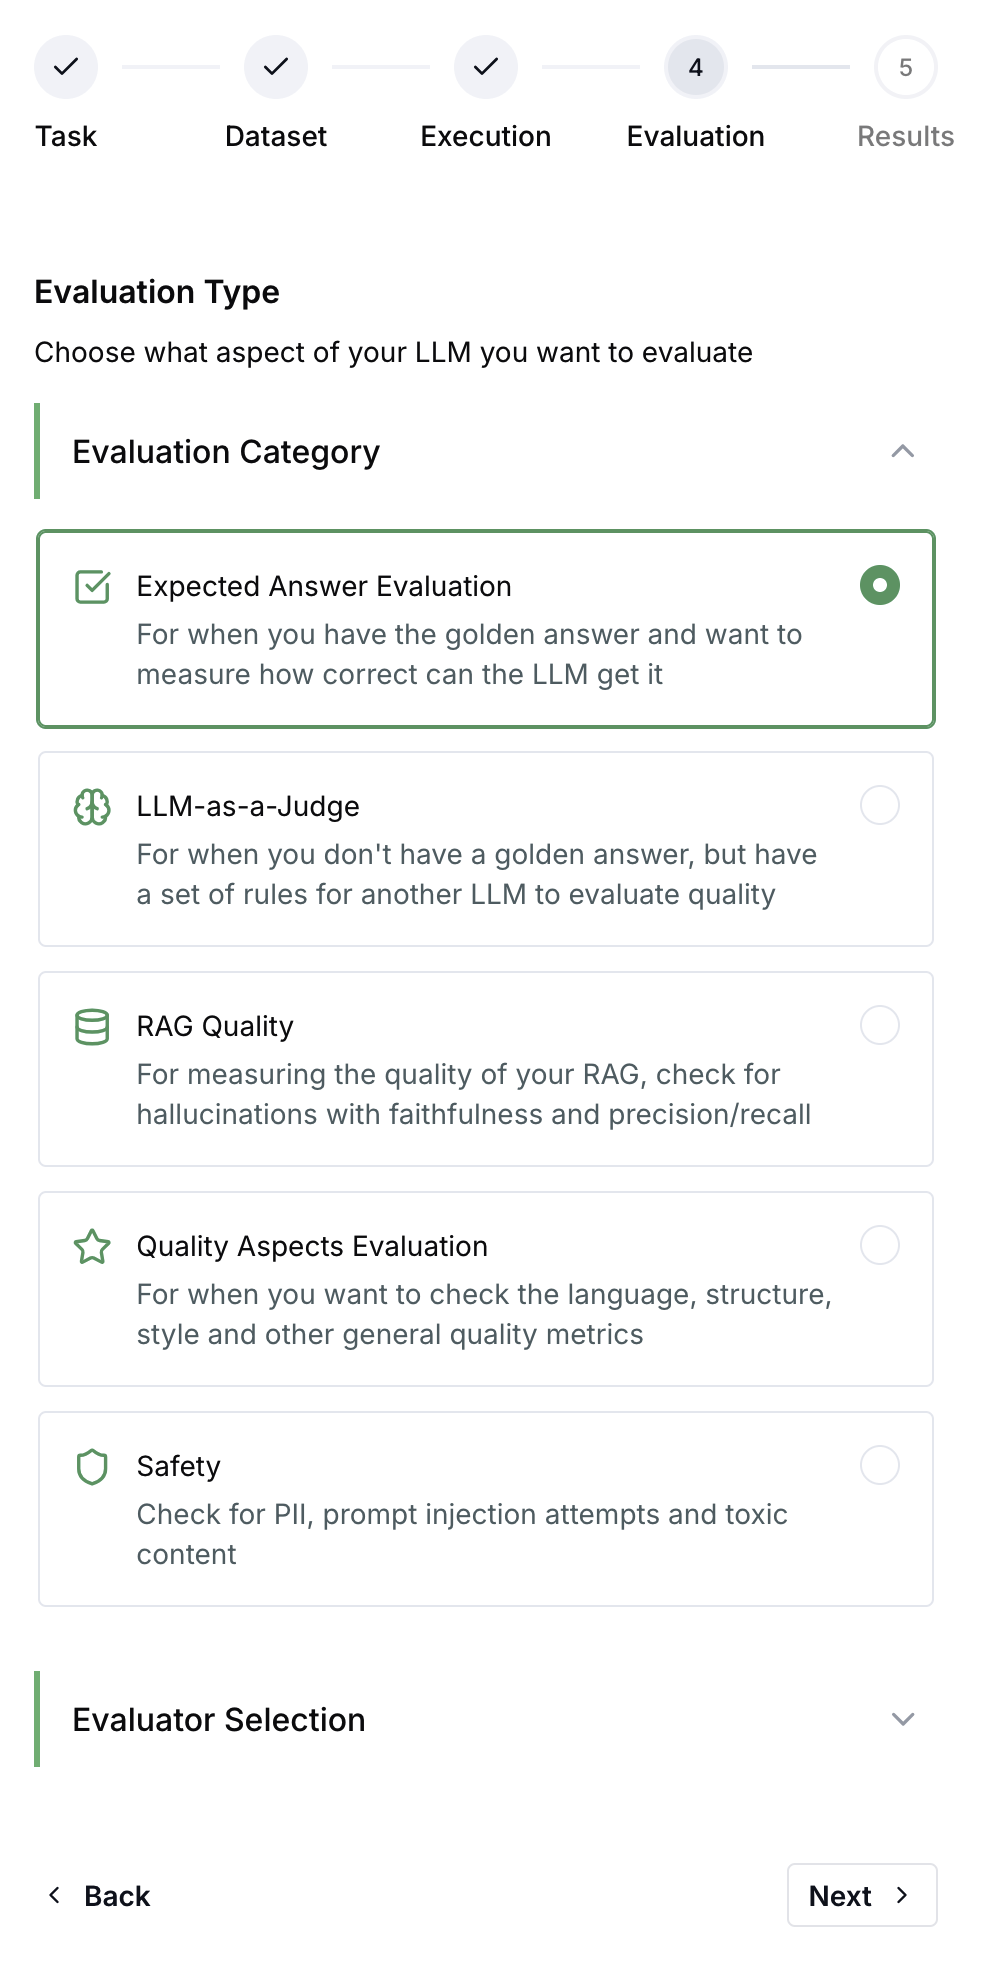 4
5
Task
Dataset
Execution
Evaluation
Results
Evaluation Type
Choose what aspect of your LLM you want to evaluate
Evaluation Category
Expected Answer Evaluation
For when you have the golden answer and want to
measure how correct can the LLM get it
LLM-as-a-Judge
For when you don't have a golden answer, but have
a set of rules for another LLM to evaluate quality
RAG Quality
For measuring the quality of your RAG, check for
hallucinations with faithfulness and precision/recall
Quality Aspects Evaluation
For when you want to check the language, structure,
style and other general quality metrics
Safety
Check for PII, prompt injection attempts and toxic
content
Evaluator Selection
Back
Next